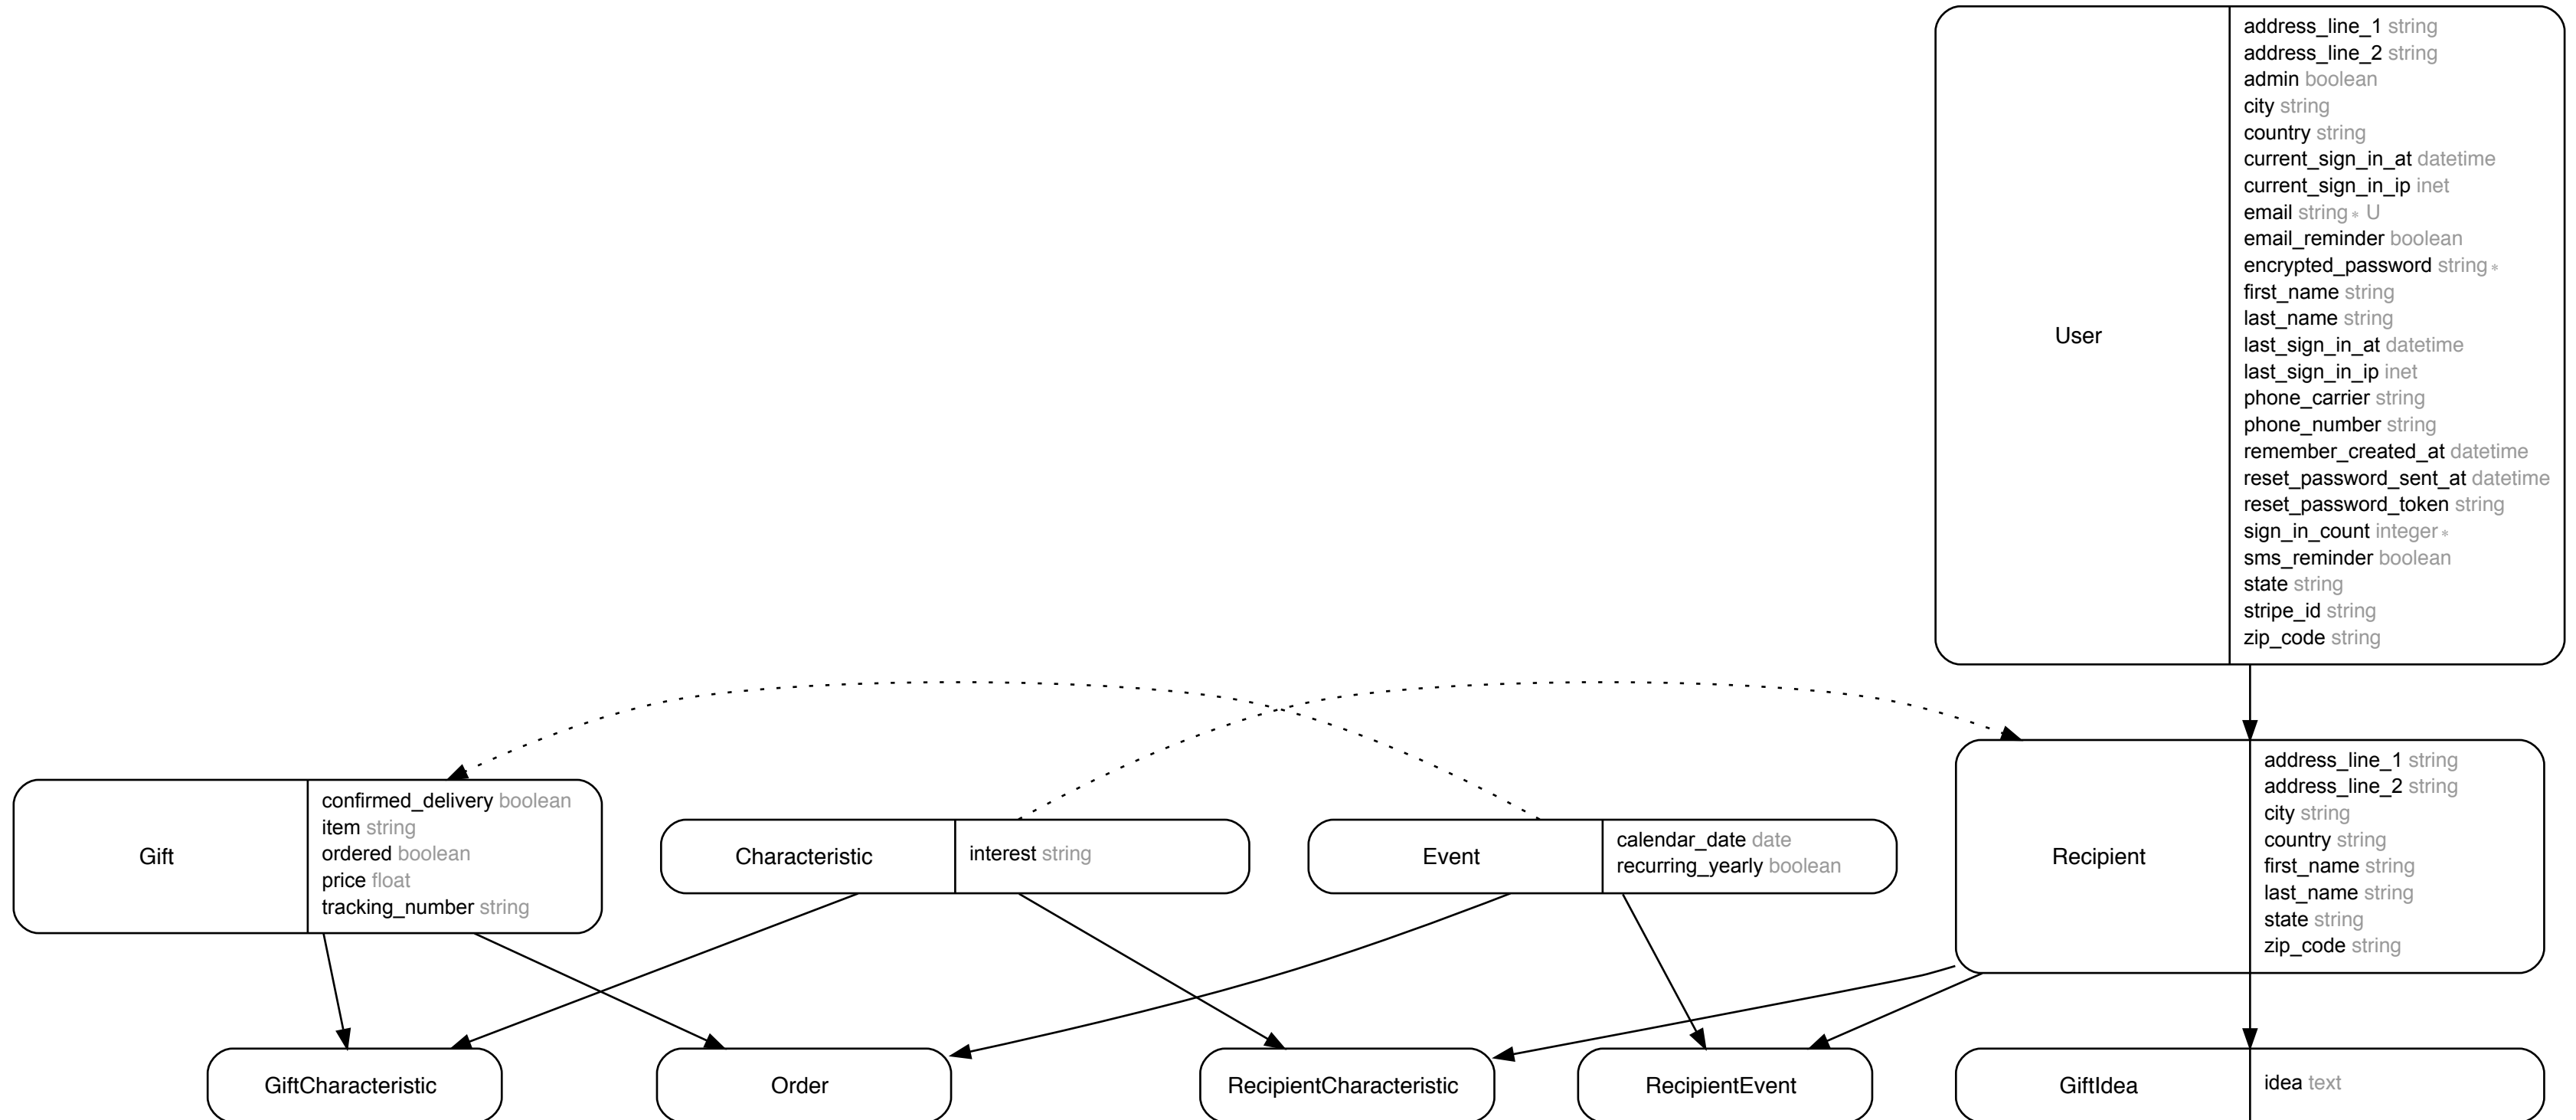 User
address_line_1 string
address_line_2 string
admin boolean
city string
country string
current_sign_in_at datetime
current_sign_in_ip inet
email string* U
email_reminder boolean
encrypted_password string*
first_name string
last_name string
last_sign_in_at datetime
last_sign_in_ip inet
phone_carrier string
phone_number string
remember_created_at datetime
reset_password_sent_at datetime
reset_password_token string
sign_in_count integer*
sms_reminder boolean
state string
stripe_id string
zip_code string
Gift
confirmed_delivery boolean
item string
ordered boolean
price float
tracking_number string
Characteristic
interest string
Event
calendar_date date
recurring_yearly boolean
Recipient
address_line_1 string
address_line_2 string
city string
country string
first_name string
last_name string
state string
zip_code string
GiftCharacteristic
Order
RecipientCharacteristic
RecipientEvent
GiftIdea
idea text